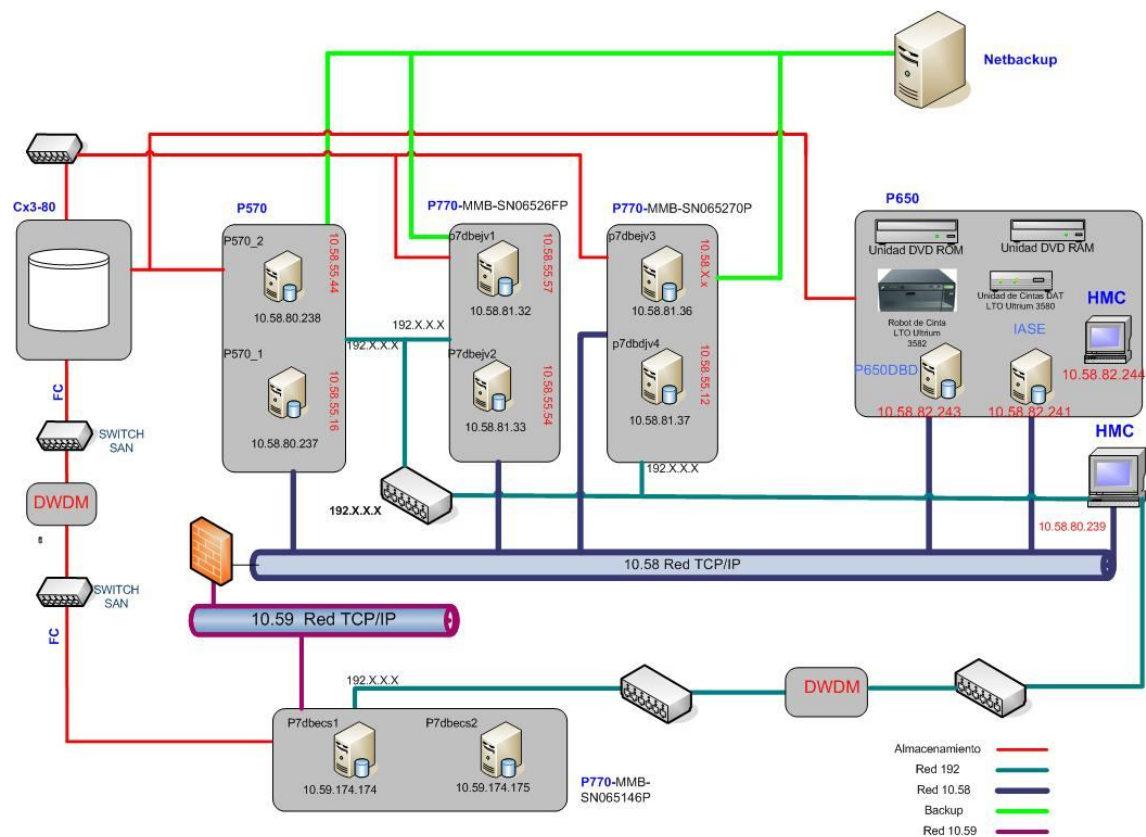 Netbackup
Cx3-80
P570
P570_2
10.58.55.44
10.58.80.238
P570_1
10.58.55.16
10.58.80.237
P770-MMB-SN06526FP
p7dbejv1
10.58.55.57
10.58.81.32
P7dbejv2
10.58.55.54
10.58.81.33
P770-MMB-SN065270P
p7dbejv3
10.58.X.x
10.58.81.36
p7dbdjv4
10.58.55.12
10.58.81.37
P650
Unidad DVD ROM
Unidad DVD RAM
Robot de Cinta
LTO Ultrium
3582
Unidad de Cintas DAT
LTO Ultrium 3580
HMC
10.58.82.244
P650DBD
10.58.82.243
IASE
10.58.82.241
192.X.X.X
192.X.X.X
192.X.X.X
192.X.X.X
HMC
10.58.80.239
FC
SWITCH
SAN
DWDM
SWITCH
SAN
FC
10.58 Red TCP/IP
10.59 Red TCP/IP
192.X.X.X
DWDM
P7dbecs1
10.59.174.174
P7dbecs2
10.59.174.175
P770-MMB-
SN065146P
Almacenamiento
Red 192
Red 10.58
Backup
Red 10.59